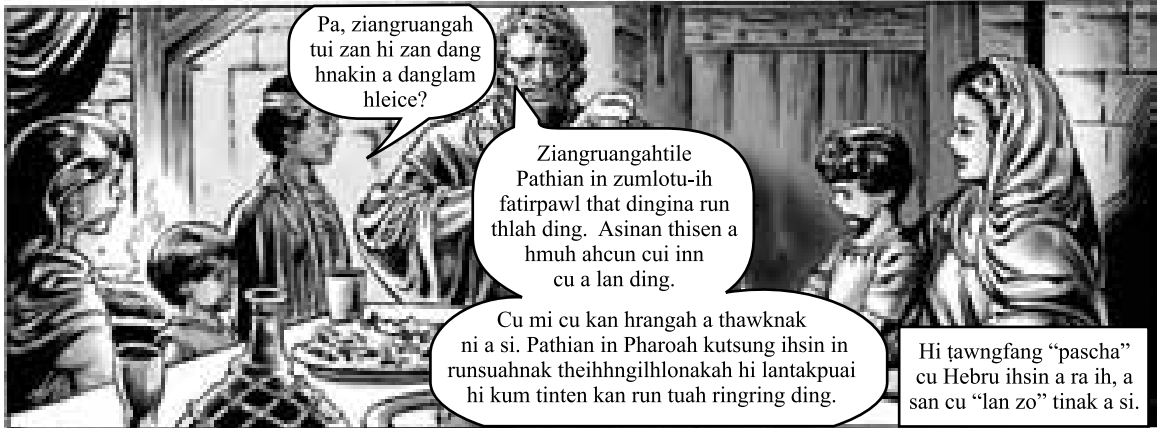 Pa, ziangruangah
tui zan hi zan dang
hnakin a danglam
hleice?
Ziangruangahtile
Pathian in zumlotu-ih
fatirpawl that dingina run
thlah ding. Asinan thisen a
hmuh ahcun cui inn
cu a lan ding.
Cu mi cu kan hrangah a thawknak
ni a si. Pathian in Pharoah kutsung ihsin in
runsuahnak theihhngilhlonakah hi lantakpuai
hi kum tinten kan run tuah ringring ding.
Hi ṭawngfang “pascha”
cu Hebru ihsin a ra ih, a
san cu “lan zo” tinak a si.